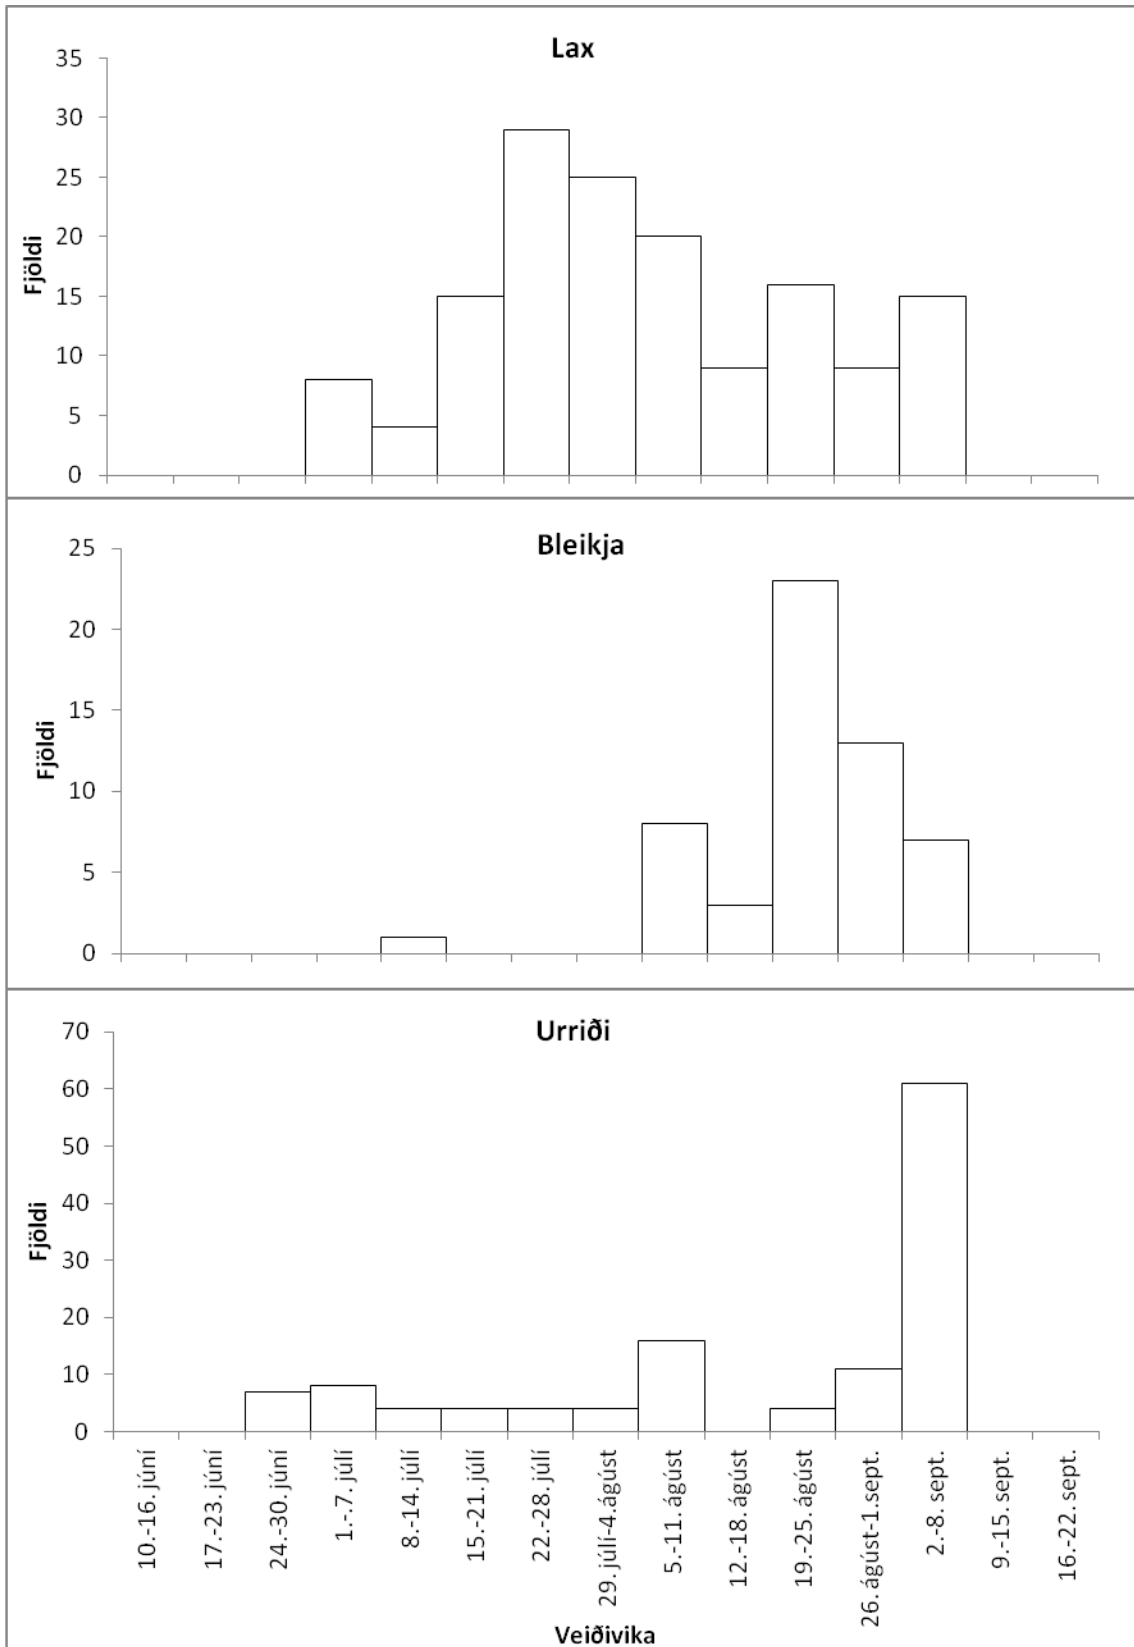 Lax
35
30
25
20
15
10
5
0
Fjöldi
Bleikja
25
20
15
10
5
0
Fjöldi
Urriði
70
60
50
40
30
20
10
0
Fjöldi
10.-16. júní
17.-23. júní
24.-30. júní
1.-.7. júlí
8.-14. júlí
15.-21. júlí
22.-28. júlí
29. júlí-4.ágúst
5.-11. ágúst
12.-18. ágúst
19.-25. ágúst
26. ágúst-1.sept.
2.-8. sept.
9.-15. sept.
16.-22. sept.
Veiðivika